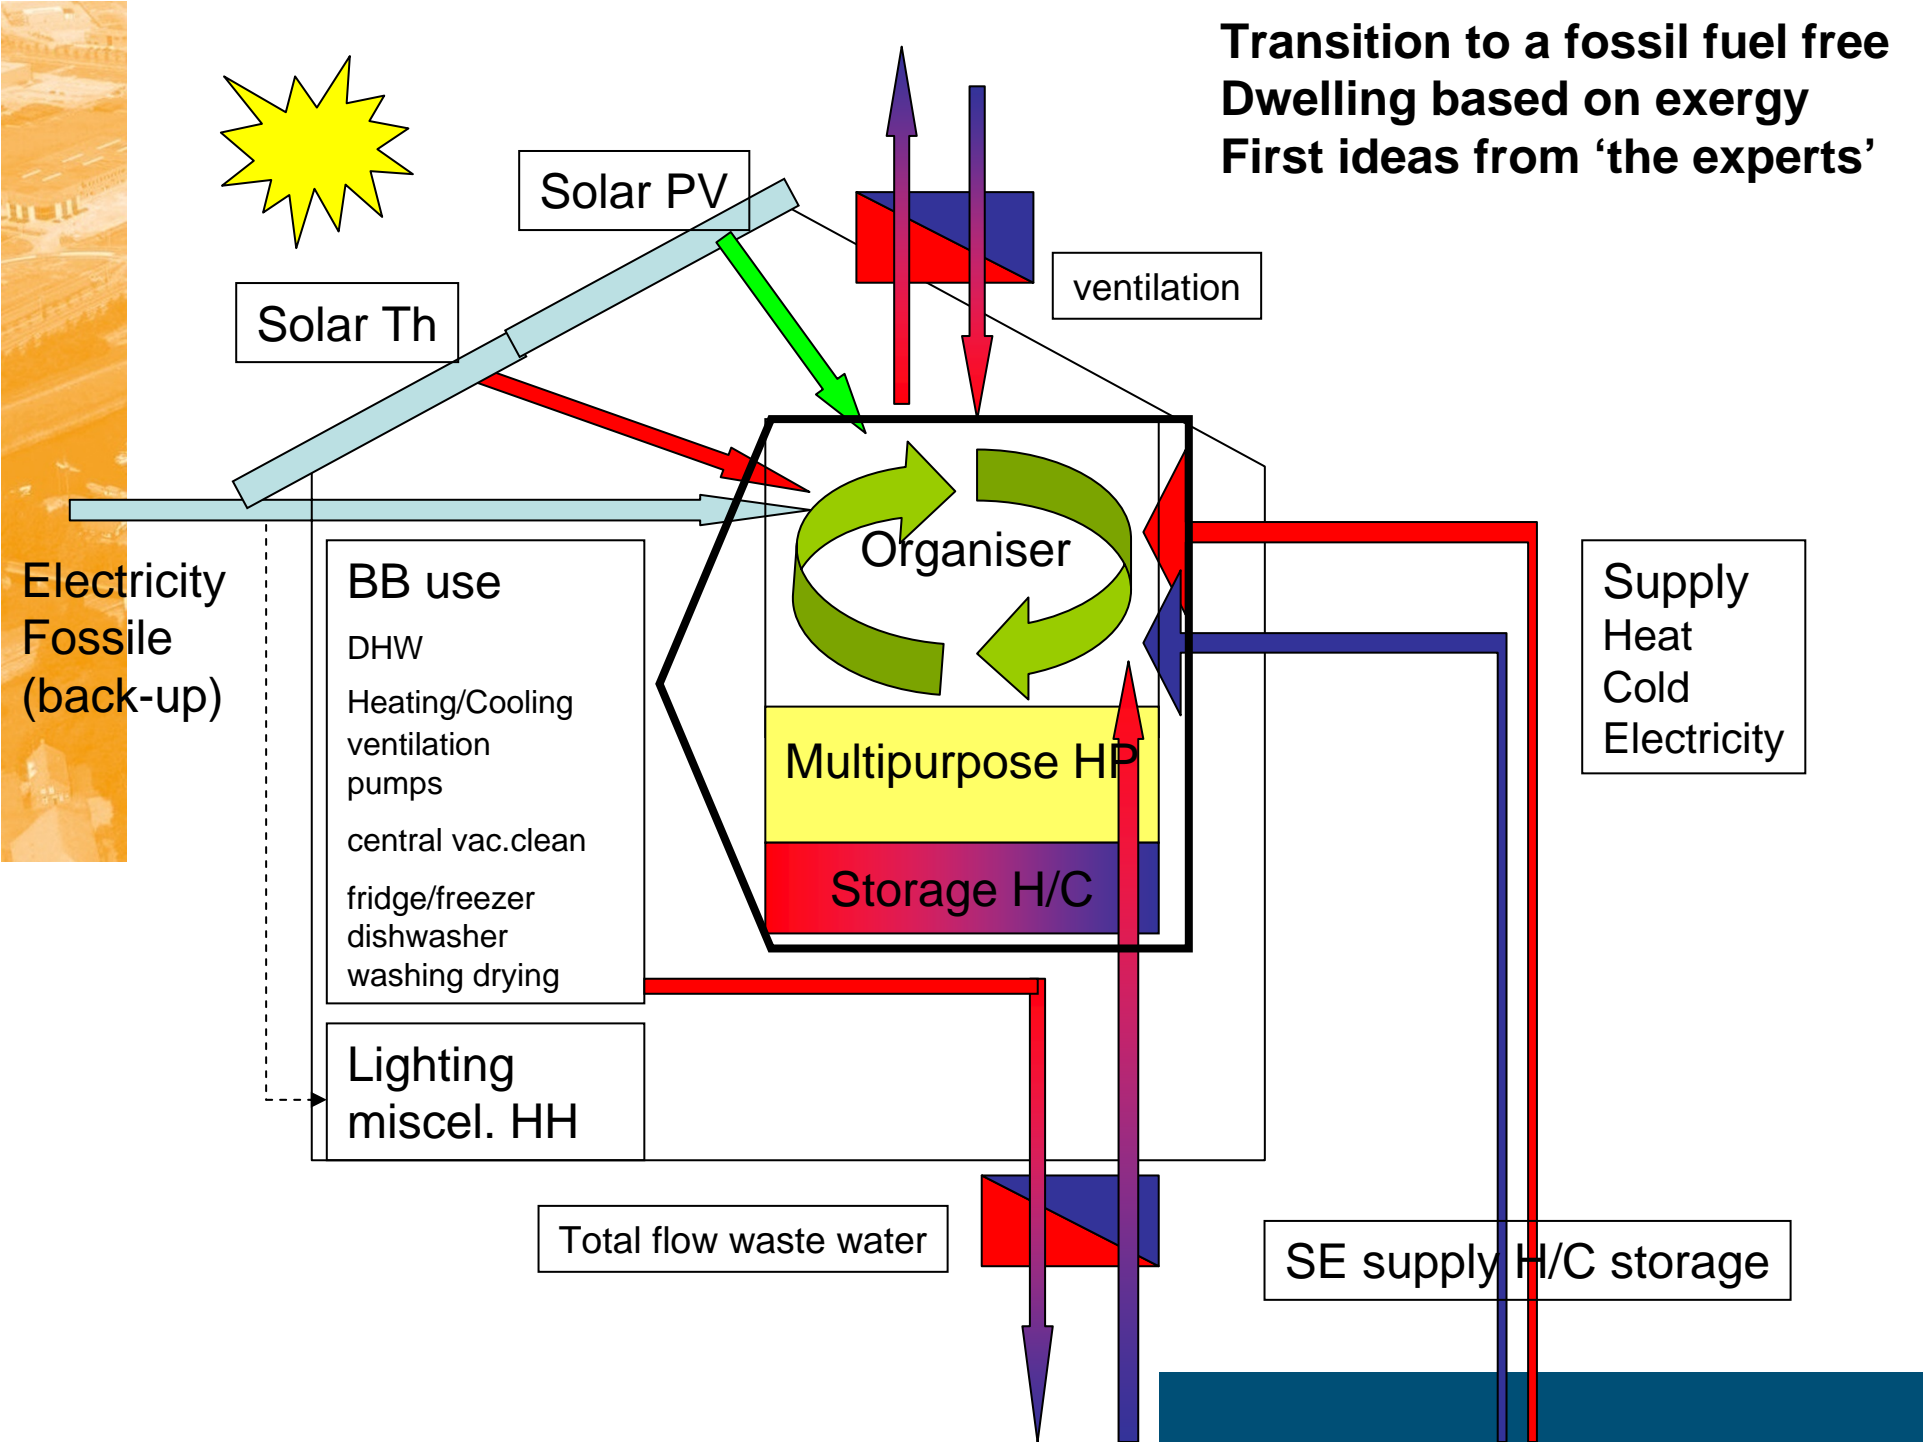 Transition to a fossil fuel free
Dwelling based on exergy
First ideas from ‘the experts’
Solar PV
ventilation
Solar Th
Electricity
Fossile
(back-up)
BB use
DHW
Heating/Cooling
ventilation
pumps
central vac.clean
fridge/freezer
dishwasher
washing drying
Lighting
miscel. HH
Organiser
Multipurpose HP
Storage H/C
Supply
Heat
Cold
Electricity
Total flow waste water
SE supply H/C storage